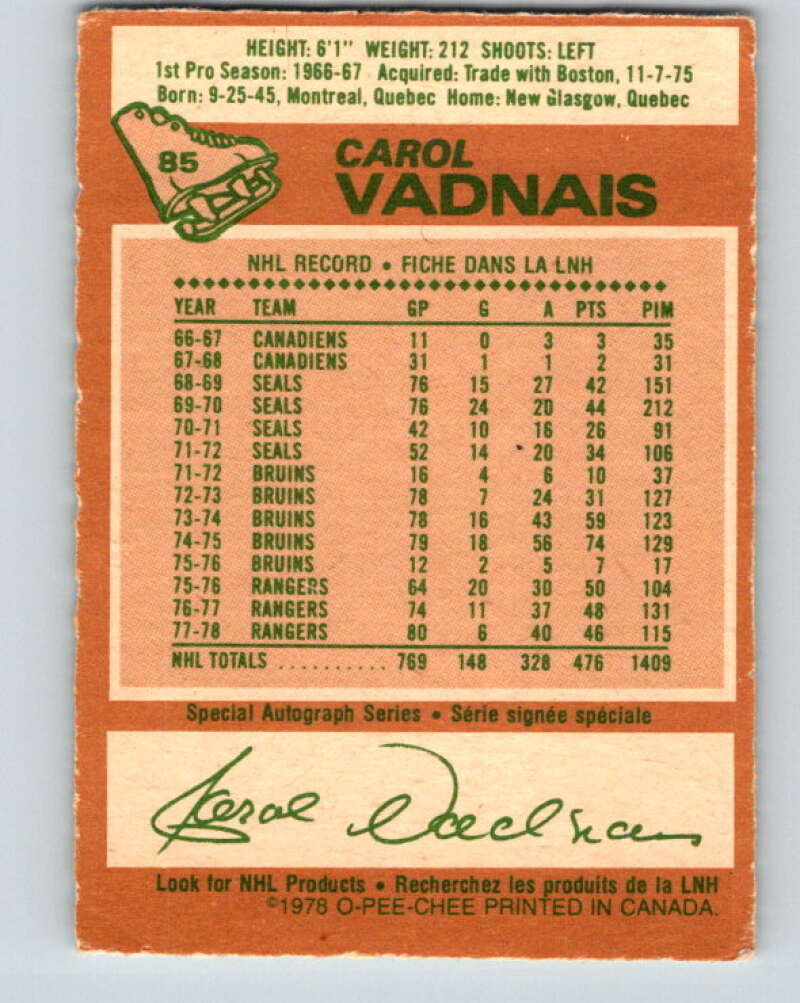 HEIGHT: 6'1" WEIGHT: 212 SHOOTS: LEFT
1st Pro Season: 1966-67 Acquired: Trade with Boston, 11-7-75
Born: 9-25-45, Montreal, Quebec Home: New Glasgow, Quebec
85
CAROL
VADNAIS
NHL RECORD • FICHE DANS LA LNH
YEAR TEAM GP G A PTS PIM
66-67 CANADIENS 11 0 3 3 35
67-68 CANADIENS 31 1 1 2 31
68-69 SEALS 76 15 27 42 151
69-70 SEALS 76 24 20 44 212
70-71 SEALS 42 10 16 26 91
71-72 SEALS 52 14 20 34 106
71-72 BRUINS 16 4 6 10 37
72-73 BRUINS 78 7 24 31 127
73-74 BRUINS 78 16 43 59 123
74-75 BRUINS 79 18 56 74 129
75-76 BRUINS 12 2 5 7 17
75-76 RANGERS 64 20 30 50 104
76-77 RANGERS 74 11 37 48 131
77-78 RANGERS 80 6 40 46 115
NHL TOTALS .......... 769 148 328 476 1409
Special Autograph Series • Série signée spéciale
Carol Vadnais
Look for NHL Products • Recherchez les produits de la LNH
©1978 O-PEE-CHEE PRINTED IN CANADA.